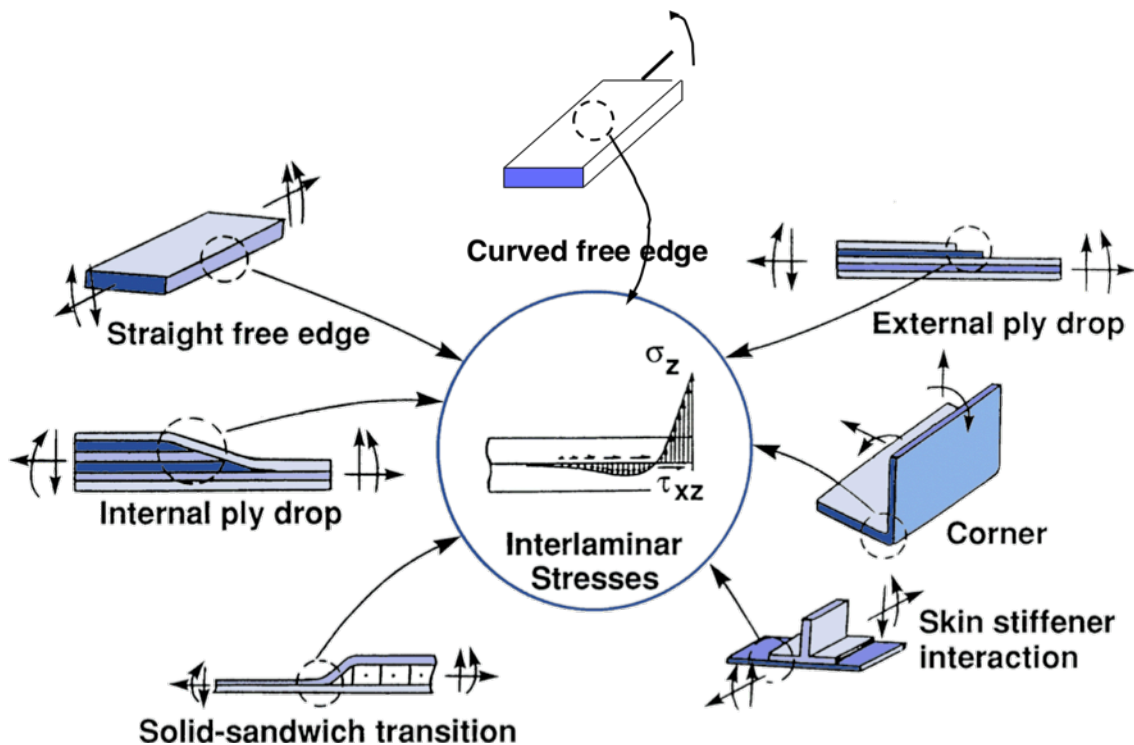 Curved free edge
Straight free edge
External ply drop
σz
τxz
Internal ply drop
Interlaminar
Stresses
Corner
Skin stiffener
interaction
Solid-sandwich transition